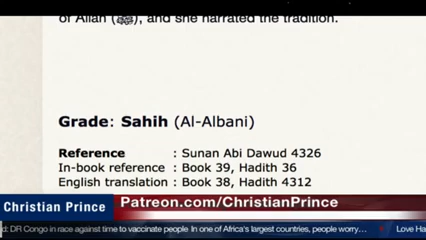 of Allah (ﷺ), and she narrated the tradition.
Grade: Sahih (Al-Albani)
Reference : Sunan Abi Dawud 4326
In-book reference : Book 39, Hadith 36
English translation : Book 38, Hadith 4312
Christian Prince
Patreon.com/ChristianPrince
d: DR Congo in race against time to vaccinate people In one of Africa's largest countries, people worry… Love Ha